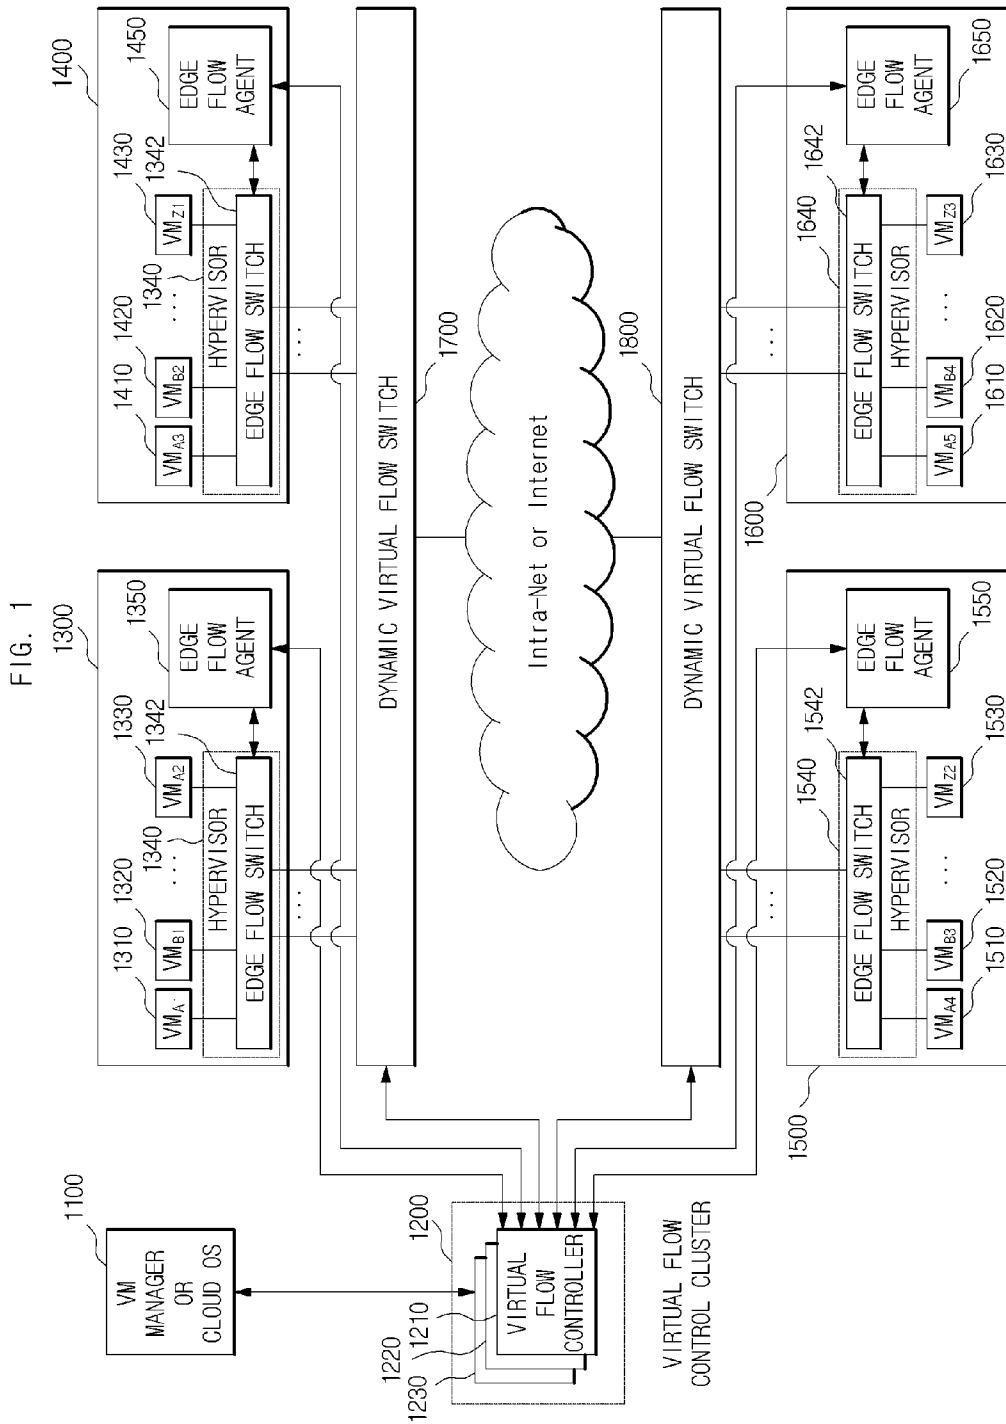 FIG. 1
1100
VM
MANAGER
OR
CLOUD OS
1200
1210
1220
1230
VIRTUAL
FLOW
CONTROLLER
VIRTUAL FLOW
CONTROL CLUSTER
1300
1310
1320
1330
1350
VMA
VMB1
...
VMA2
1340
1342
HYPERVISOR
EDGE FLOW SWITCH
EDGE
FLOW
AGENT
...
1400
1410
1420
1430
1450
VMA3
VMB2
...
VMZ1
1340
1342
HYPERVISOR
EDGE FLOW SWITCH
EDGE
FLOW
AGENT
...
DYNAMIC VIRTUAL FLOW SWITCH
1700
Intra-Net or Internet
DYNAMIC VIRTUAL FLOW SWITCH
1800
...
1500
1540
1542
EDGE FLOW SWITCH
HYPERVISOR
EDGE
FLOW
AGENT
VMA4
VMB3
...
VMZ2
1510
1520
1530
1550
...
1600
1640
1642
EDGE FLOW SWITCH
HYPERVISOR
EDGE
FLOW
AGENT
VMA5
VMB4
...
VMZ3
1610
1620
1630
1650